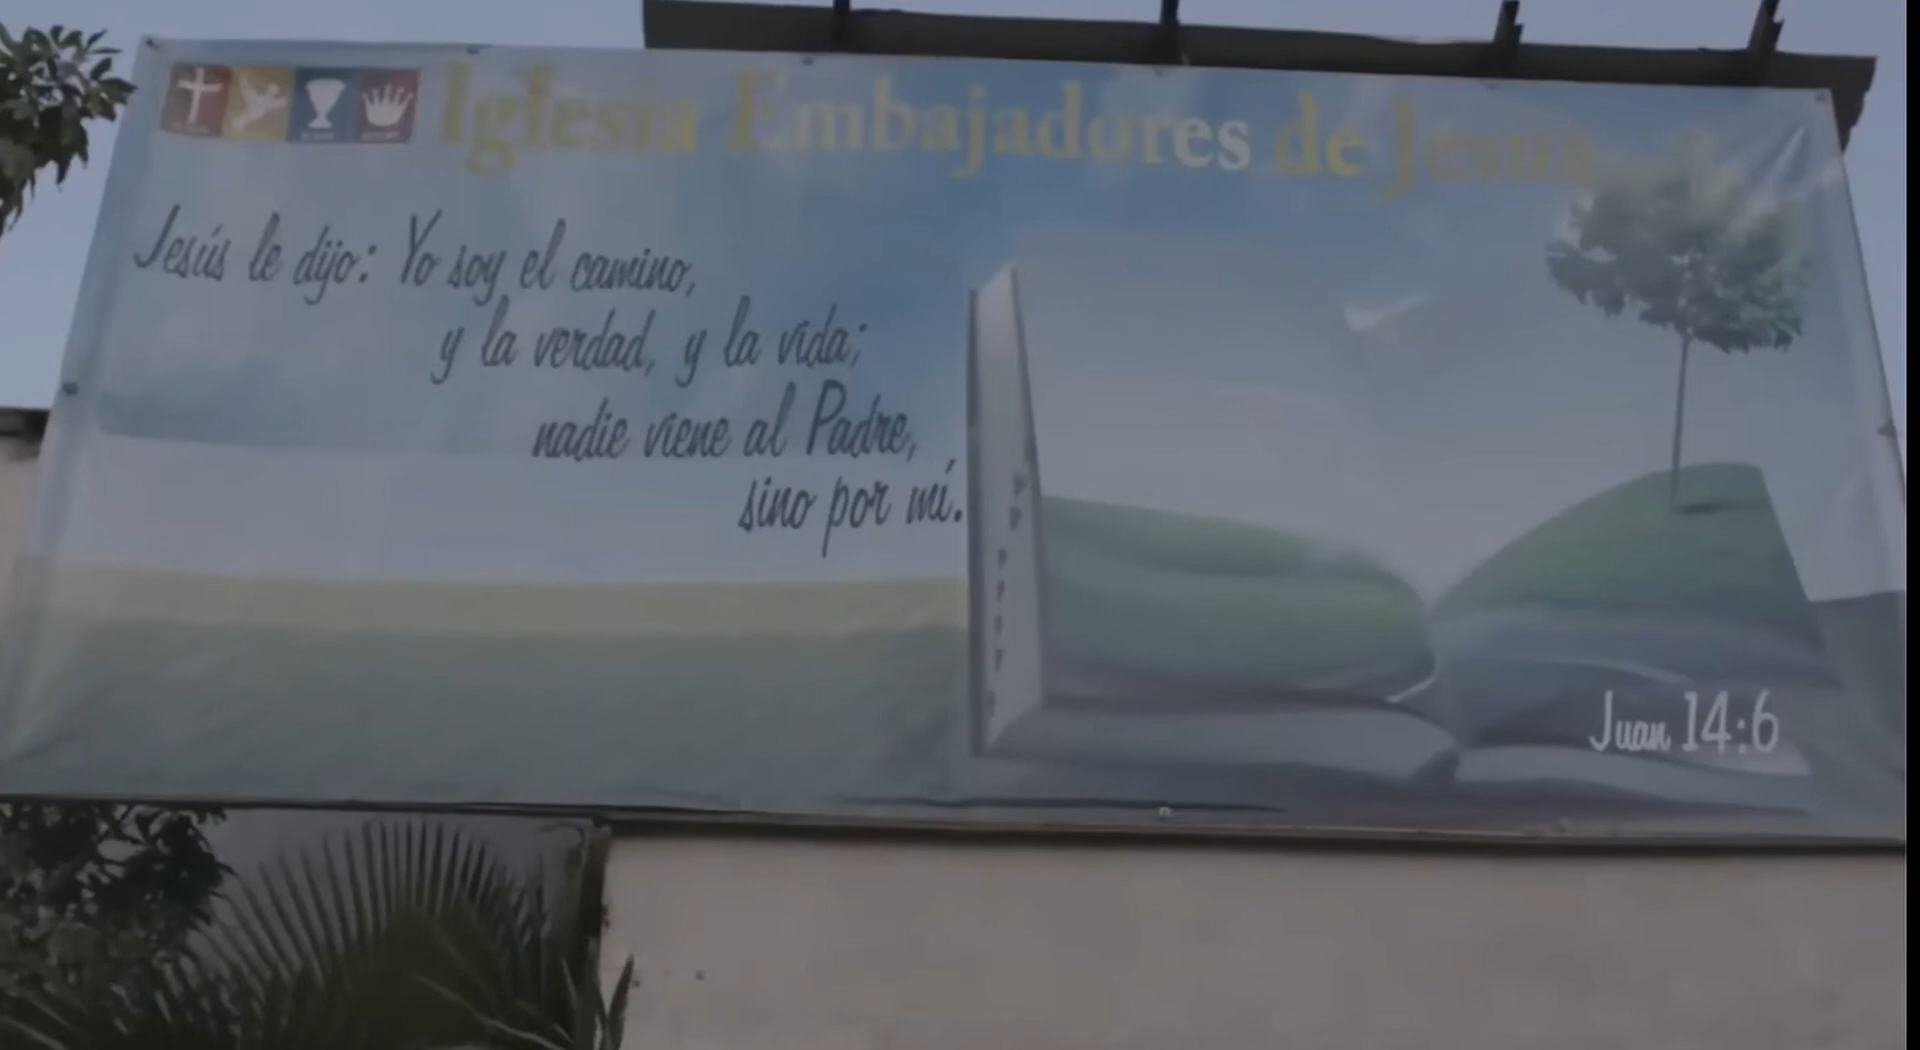 Iglesia Embajadores de Jesús
Jesús le dijo: Yo soy el camino,
y la verdad, y la vida;
nadie viene al Padre,
sino por mí.
Juan 14:6